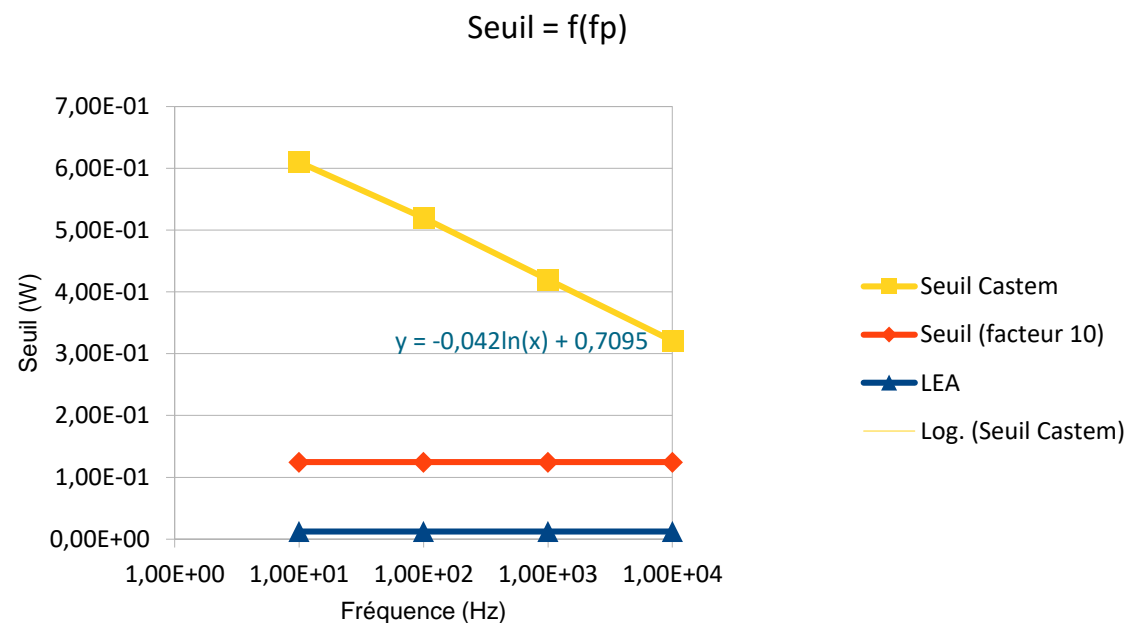 Seuil = f(fp)
7,00E-01
6,00E-01
5,00E-01
4,00E-01
3,00E-01
2,00E-01
1,00E-01
0,00E+00
Seuil (W)
y = -0,042ln(x) + 0,7095
1,00E+00
1,00E+01
1,00E+02
1,00E+03
1,00E+04
Fréquence (Hz)
Seuil Castem
Seuil (facteur 10)
LEA
Log. (Seuil Castem)